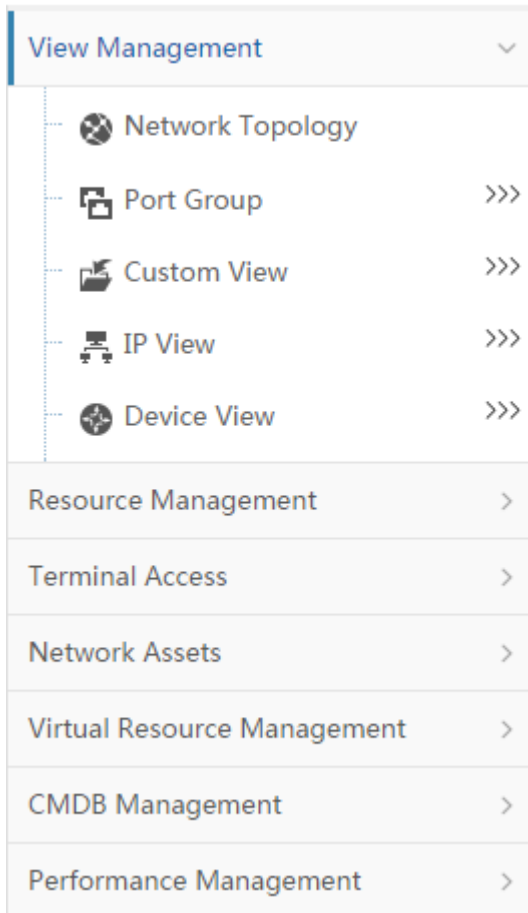 View Management
Network Topology
Port Group >>>
Custom View >>>
IP View >>>
Device View >>>
Resource Management
Terminal Access
Network Assets
Virtual Resource Management
CMDB Management
Performance Management